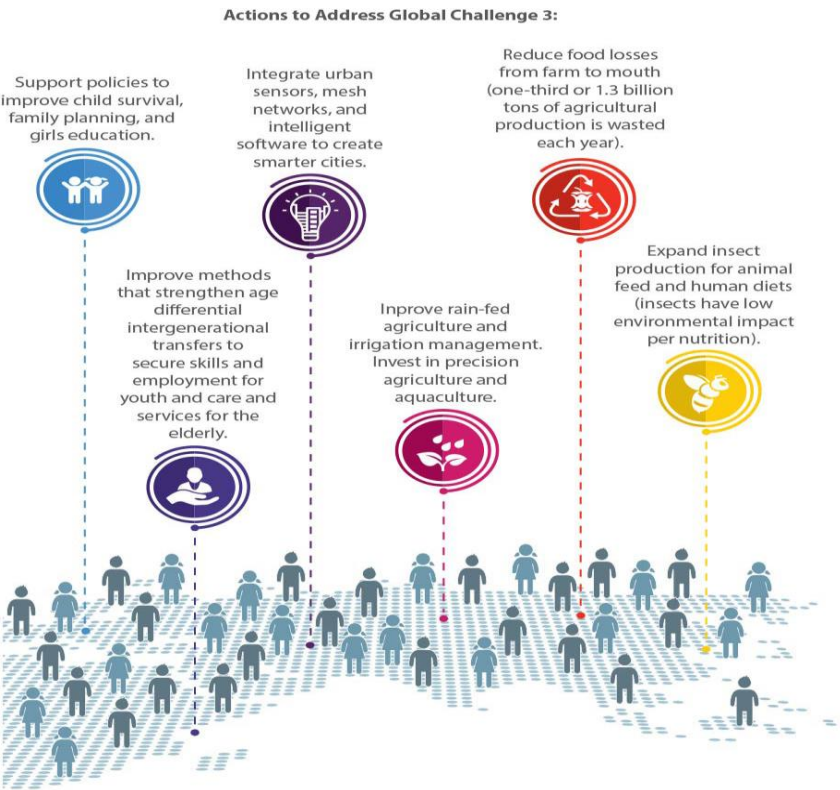 Actions to Address Global Challenge 3:
Support policies to
improve child survival,
family planning, and
girls education.
Integrate urban
sensors, mesh
networks, and
intelligent
software to create
smarter cities.
Reduce food losses
from farm to mouth
(one-third or 1.3 billion
tons of agricultural
production is wasted
each year).
Improve methods
that strengthen age
differential
intergenerational
transfers to
secure skills and
employment for
youth and care and
services for the
elderly.
Inprove rain-fed
agriculture and
irrigation management.
Invest in precision
agriculture and
aquaculture.
Expand insect
production for animal
feed and human diets
(insects have low
environmental impact
per nutrition).